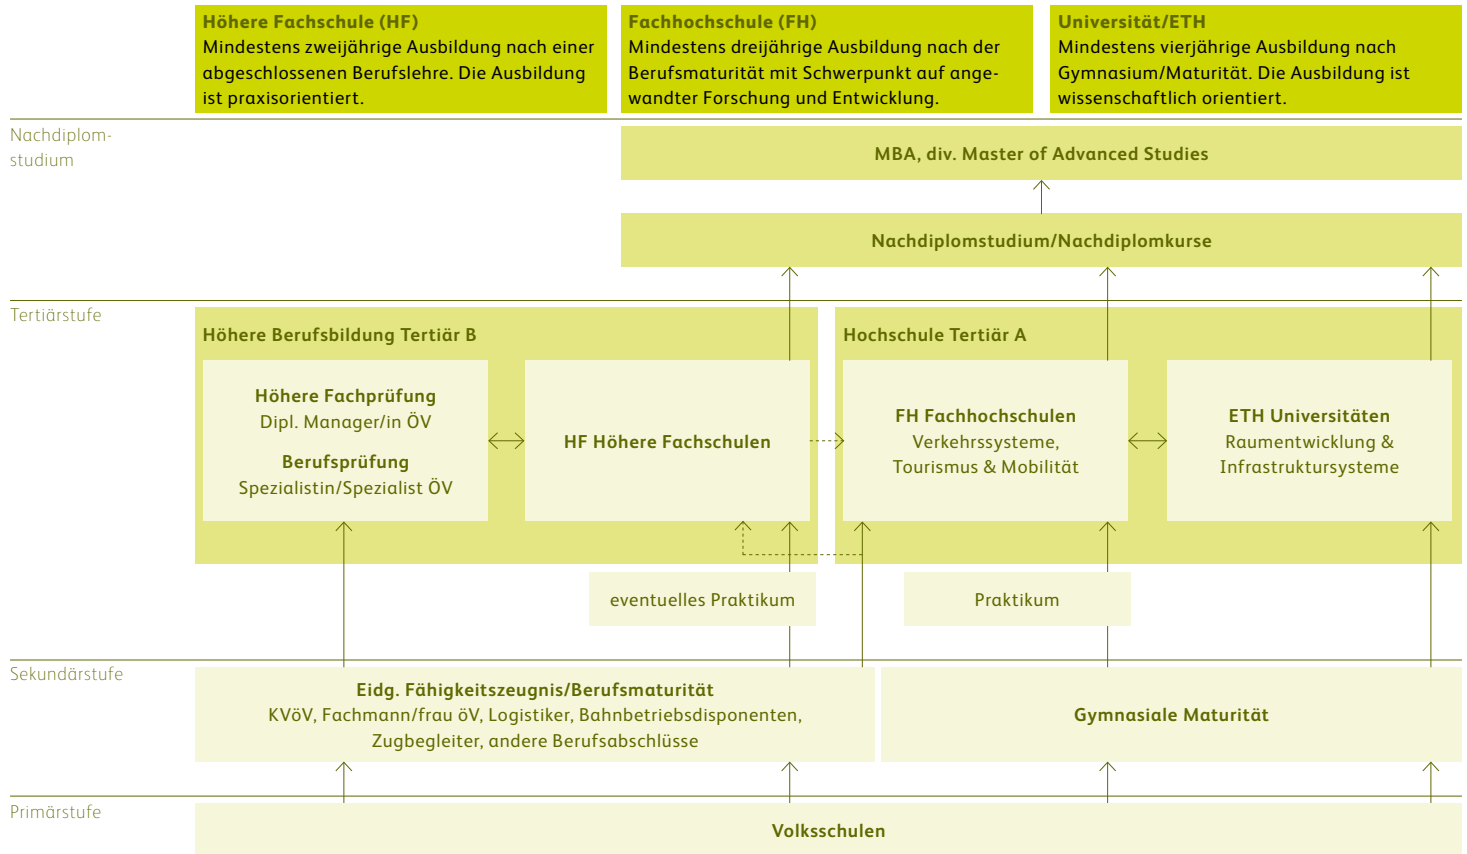 Höhere Fachschule (HF)
Mindestens zweijährige Ausbildung nach einer
abgeschlossenen Berufslehre. Die Ausbildung
ist praxisorientiert.
Fachhochschule (FH)
Mindestens dreijährige Ausbildung nach der
Berufsmaturität mit Schwerpunkt auf ange-
wandter Forschung und Entwicklung.
Universität/ETH
Mindestens vierjährige Ausbildung nach
Gymnasium/Maturität. Die Ausbildung ist
wissenschaftlich orientiert.
Nachdiplom-
studium
MBA, div. Master of Advanced Studies
Nachdiplomstudium/Nachdiplomkurse
Tertiärstufe
Höhere Berufsbildung Tertiär B
Höhere Fachprüfung
Dipl. Manager/in ÖV
Berufsprüfung
Spezialistin/Spezialist ÖV
HF Höhere Fachschulen
Hochschule Tertiär A
FH Fachhochschulen
Verkehrssysteme,
Tourismus & Mobilität
ETH Universitäten
Raumentwicklung &
Infrastruktursysteme
eventuelles Praktikum
Praktikum
Sekundärstufe
Eidg. Fähigkeitszeugnis/Berufsmaturität
KVöV, Fachmann/frau öV, Logistiker, Bahnbetriebsdisponenten,
Zugbegleiter, andere Berufsabschlüsse
Gymnasiale Maturität
Primärstufe
Volksschulen